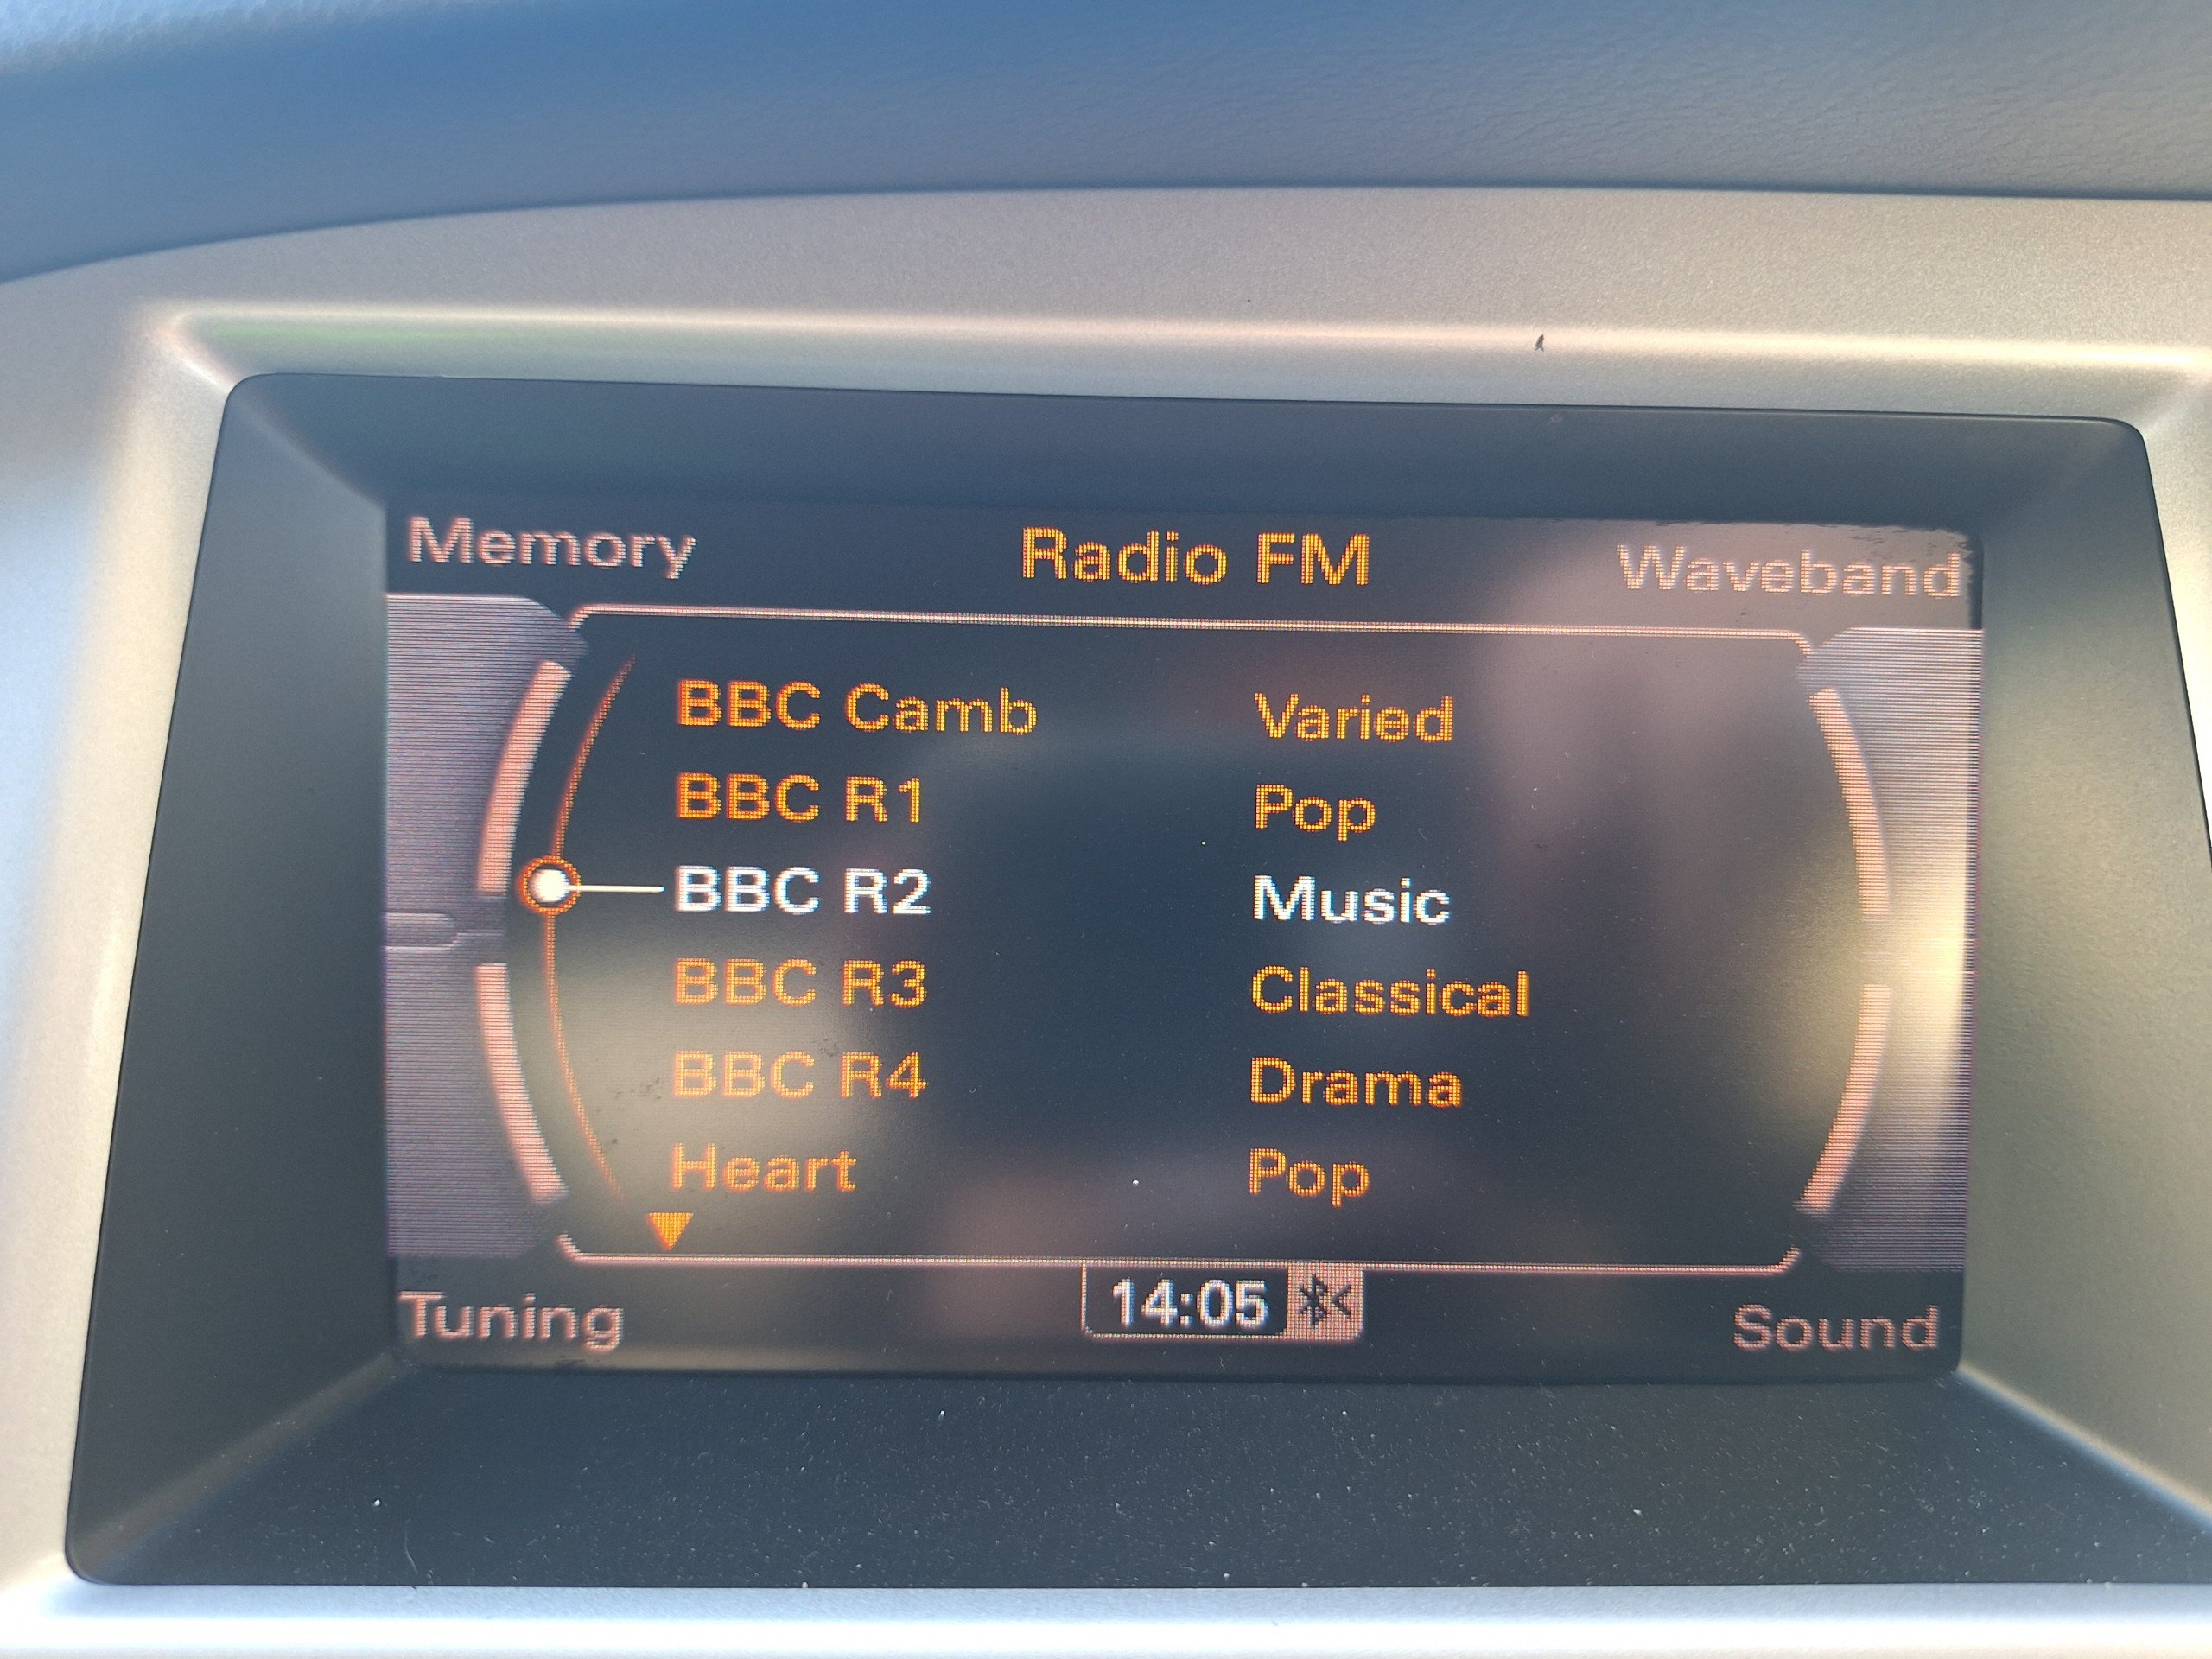 Memory Radio FM Waveband
BBC Camb Varied
BBC R1 Pop
BBC R2 Music
BBC R3 Classical
BBC R4 Drama
Heart Pop
Tuning 14:05 Sound